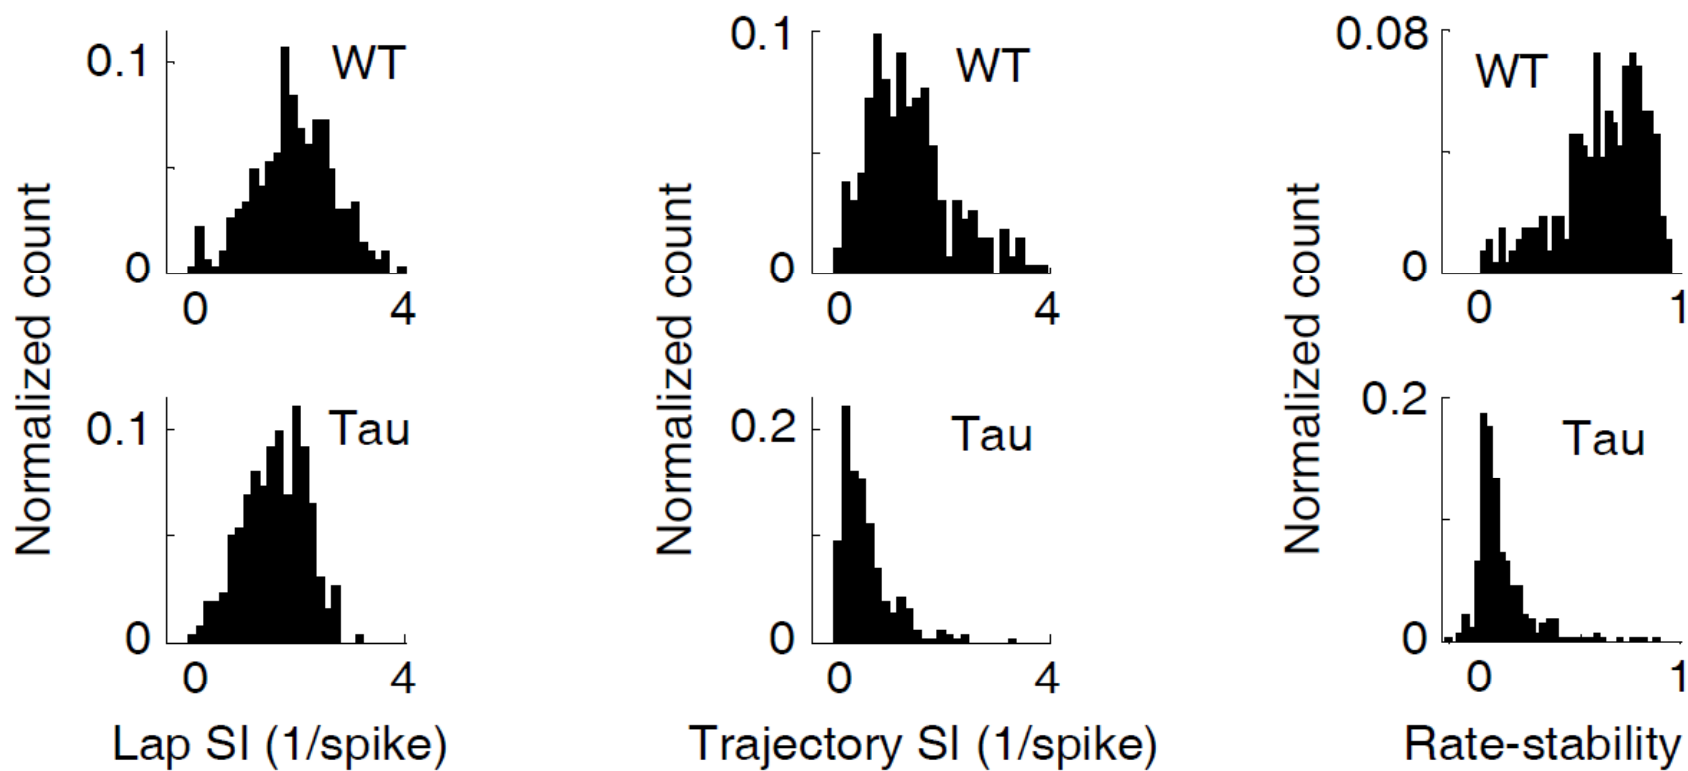 Normalized count
0.1
0
WT
0
4
Normalized count
0.1
0
WT
0
4
Normalized count
0.08
0
WT
0
1
0.1
0
Tau
0
4
Lap SI (1/spike)
0.2
0
Tau
0
4
Trajectory SI (1/spike)
0.2
0
Tau
0
1
Rate-stability